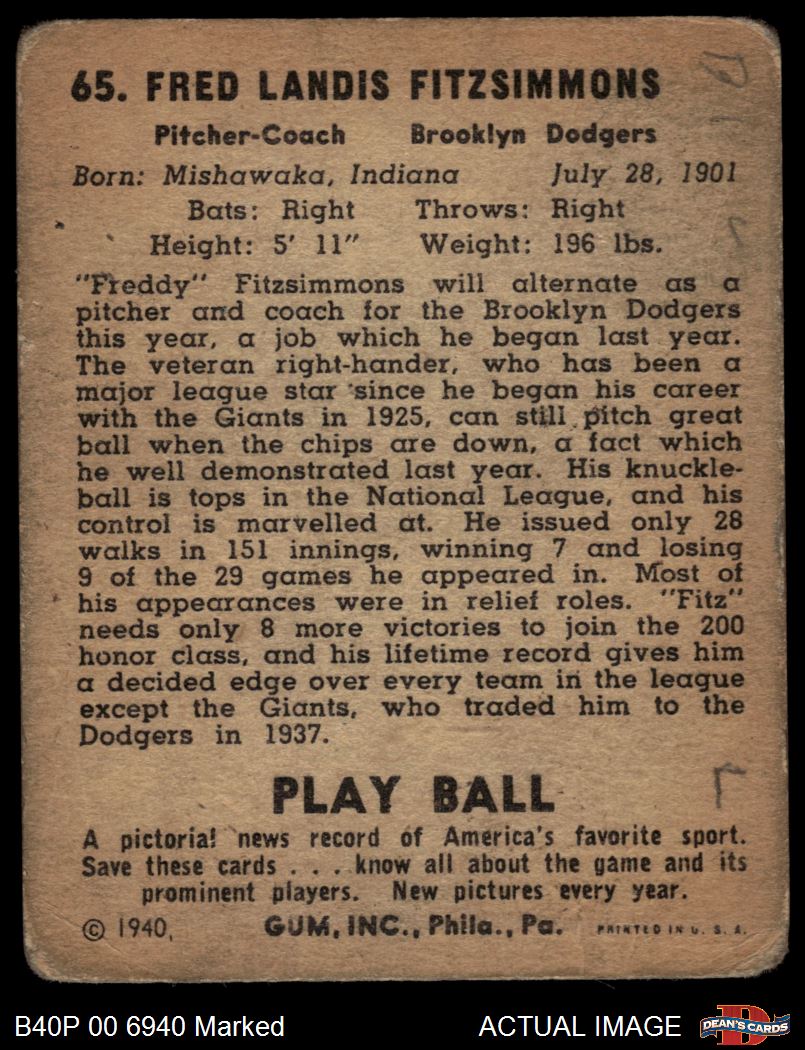 65. FRED LANDIS FITZSIMMONS
Pitcher-Coach Brooklyn Dodgers
Born: Mishawaka, Indiana July 28, 1901
Bats: Right Throws: Right
Height: 5' 11" Weight: 196 lbs.
"Freddy" Fitzsimmons will alternate as a
pitcher and coach for the Brooklyn Dodgers
this year, a job which he began last year.
The veteran right-hander, who has been a
major league star since he began his career
with the Giants in 1925, can still pitch great
ball when the chips are down, a fact which
he well demonstrated last year. His knuckle-
ball is tops in the National League, and his
control is marvelled at. He issued only 28
walks in 151 innings, winning 7 and losing
9 of the 29 games he appeared in. Most of
his appearances were in relief roles. "Fitz"
needs only 8 more victories to join the 200
honor class, and his lifetime record gives him
a decided edge over every team in the league
except the Giants, who traded him to the
Dodgers in 1937.
PLAY BALL
A pictorial news record of America's favorite sport.
Save these cards . . . know all about the game and its
prominent players. New pictures every year.
© 1940, GUM, INC., Phila., Pa. PRINTED IN U. S. A.
B40P 00 6940 Marked ACTUAL IMAGE DEAN'S CARDS